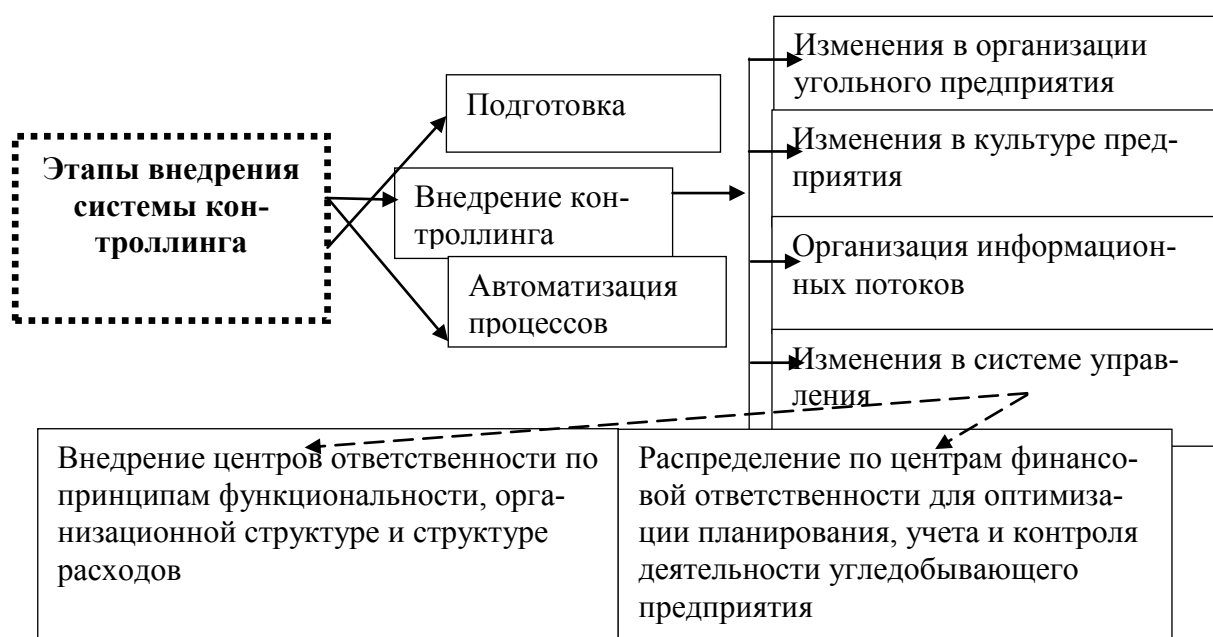 Этапы внедрения
системы кон-
троллинга
Подготовка
Внедрение кон-
троллинга
Автоматизация
процессов
Изменения в организации
угольного предприятия
Изменения в культуре пред-
приятия
Организация информацион-
ных потоков
Изменения в системе управ-
ления
Внедрение центров ответственности по
принципам функциональности, орга-
низационной структуре и структуре
расходов
Распределение по центрам финансо-
вой ответственности для оптимиза-
ции планирования, учета и контроля
деятельности угледобывающего
предприятия